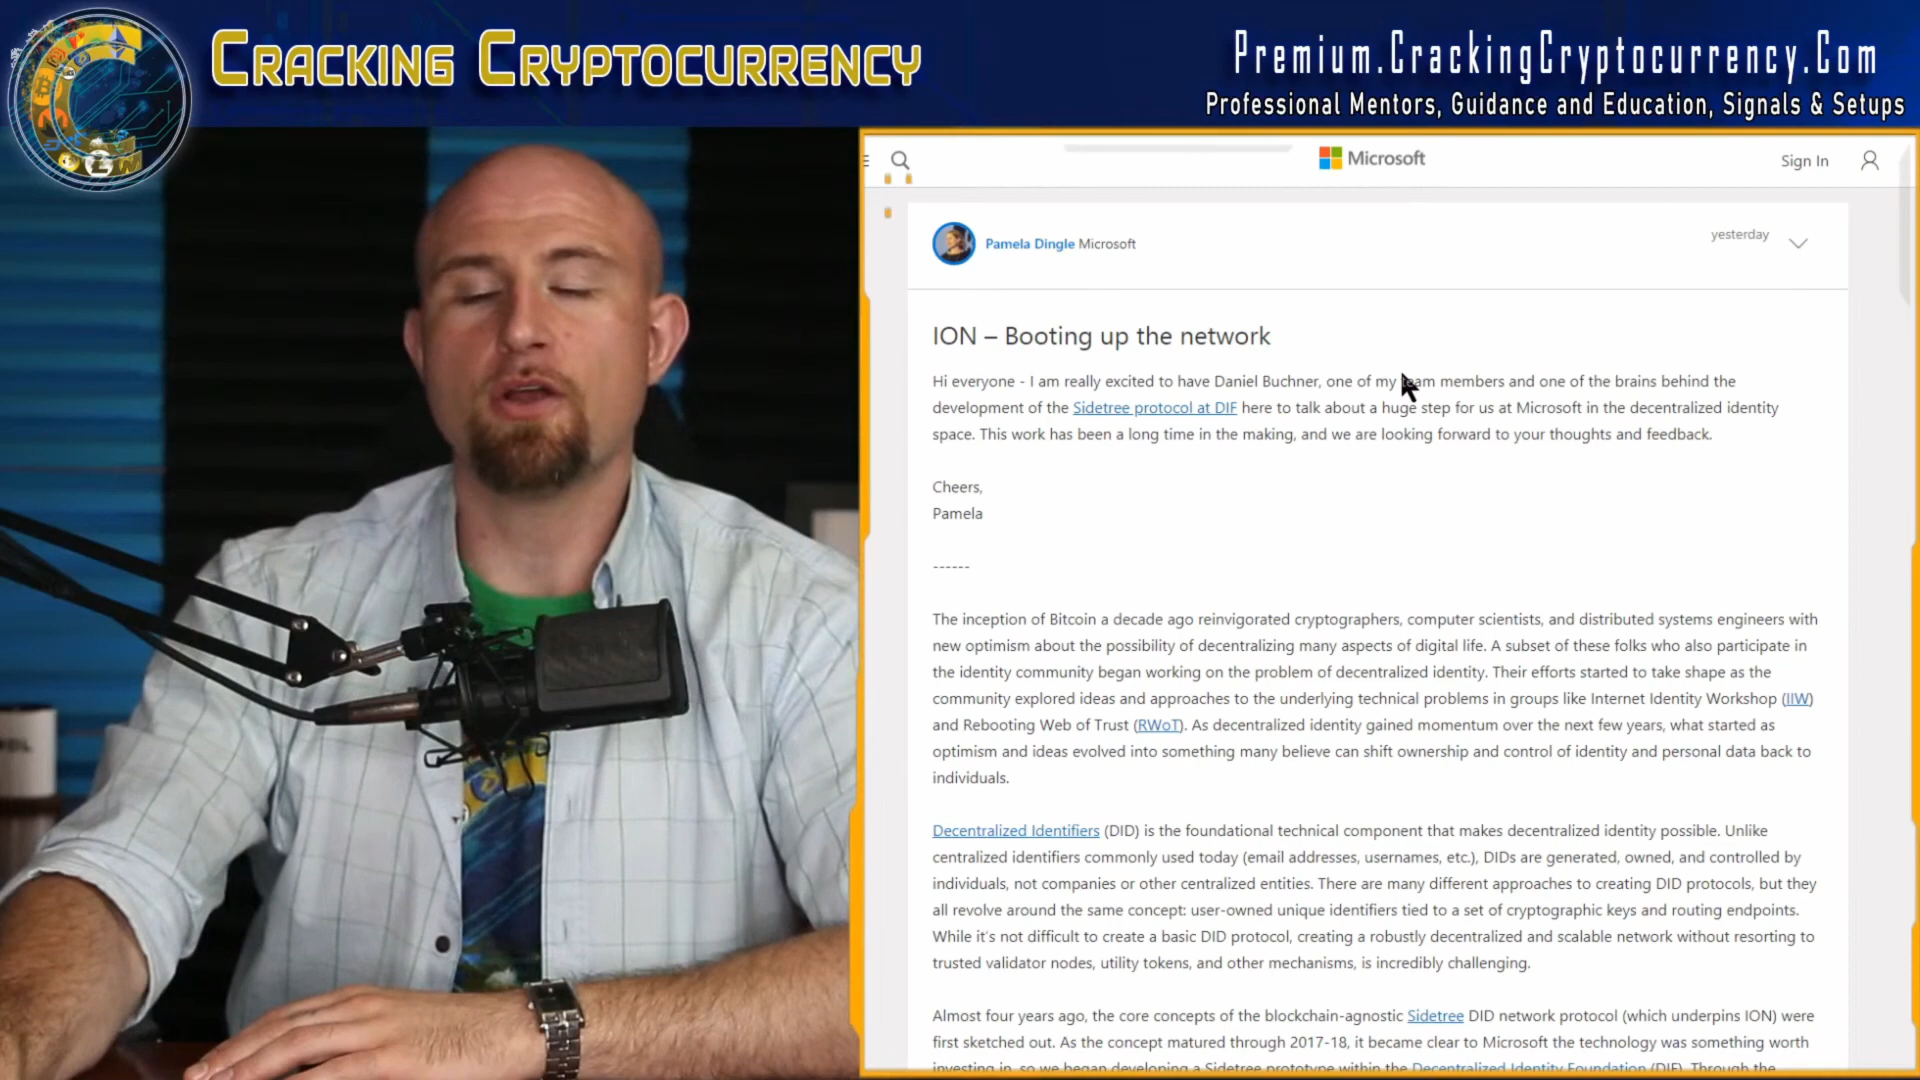 CRACKING CRYPTOCURRENCY
Premium.CrackingCryptocurrency.Com
Professional Mentors, Guidance and Education, Signals & Setups
Microsoft
Sign In
Pamela Dingle Microsoft
yesterday
ION – Booting up the network
Hi everyone - I am really excited to have Daniel Buchner, one of my team members and one of the brains behind the
development of the Sidetree protocol at DIF here to talk about a huge step for us at Microsoft in the decentralized identity
space. This work has been a long time in the making, and we are looking forward to your thoughts and feedback.
Cheers,
Pamela
------
The inception of Bitcoin a decade ago reinvigorated cryptographers, computer scientists, and distributed systems engineers with
new optimism about the possibility of decentralizing many aspects of digital life. A subset of these folks who also participate in
the identity community began working on the problem of decentralized identity. Their efforts started to take shape as the
community explored ideas and approaches to the underlying technical problems in groups like Internet Identity Workshop (IIW)
and Rebooting Web of Trust (RWoT). As decentralized identity gained momentum over the next few years, what started as
optimism and ideas evolved into something many believe can shift ownership and control of identity and personal data back to
individuals.
Decentralized Identifiers (DID) is the foundational technical component that makes decentralized identity possible. Unlike
centralized identifiers commonly used today (email addresses, usernames, etc.), DIDs are generated, owned, and controlled by
individuals, not companies or other centralized entities. There are many different approaches to creating DID protocols, but they
all revolve around the same concept: user-owned unique identifiers tied to a set of cryptographic keys and routing endpoints.
While it's not difficult to create a basic DID protocol, creating a robustly decentralized and scalable network without resorting to
trusted validator nodes, utility tokens, and other mechanisms, is incredibly challenging.
Almost four years ago, the core concepts of the blockchain-agnostic Sidetree DID network protocol (which underpins ION) were
first sketched out. As the concept matured through 2017-18, it became clear to Microsoft the technology was something worth
investing in, so we began developing a Sidetree prototype within the Decentralized Identity Foundation (DIF). Through the